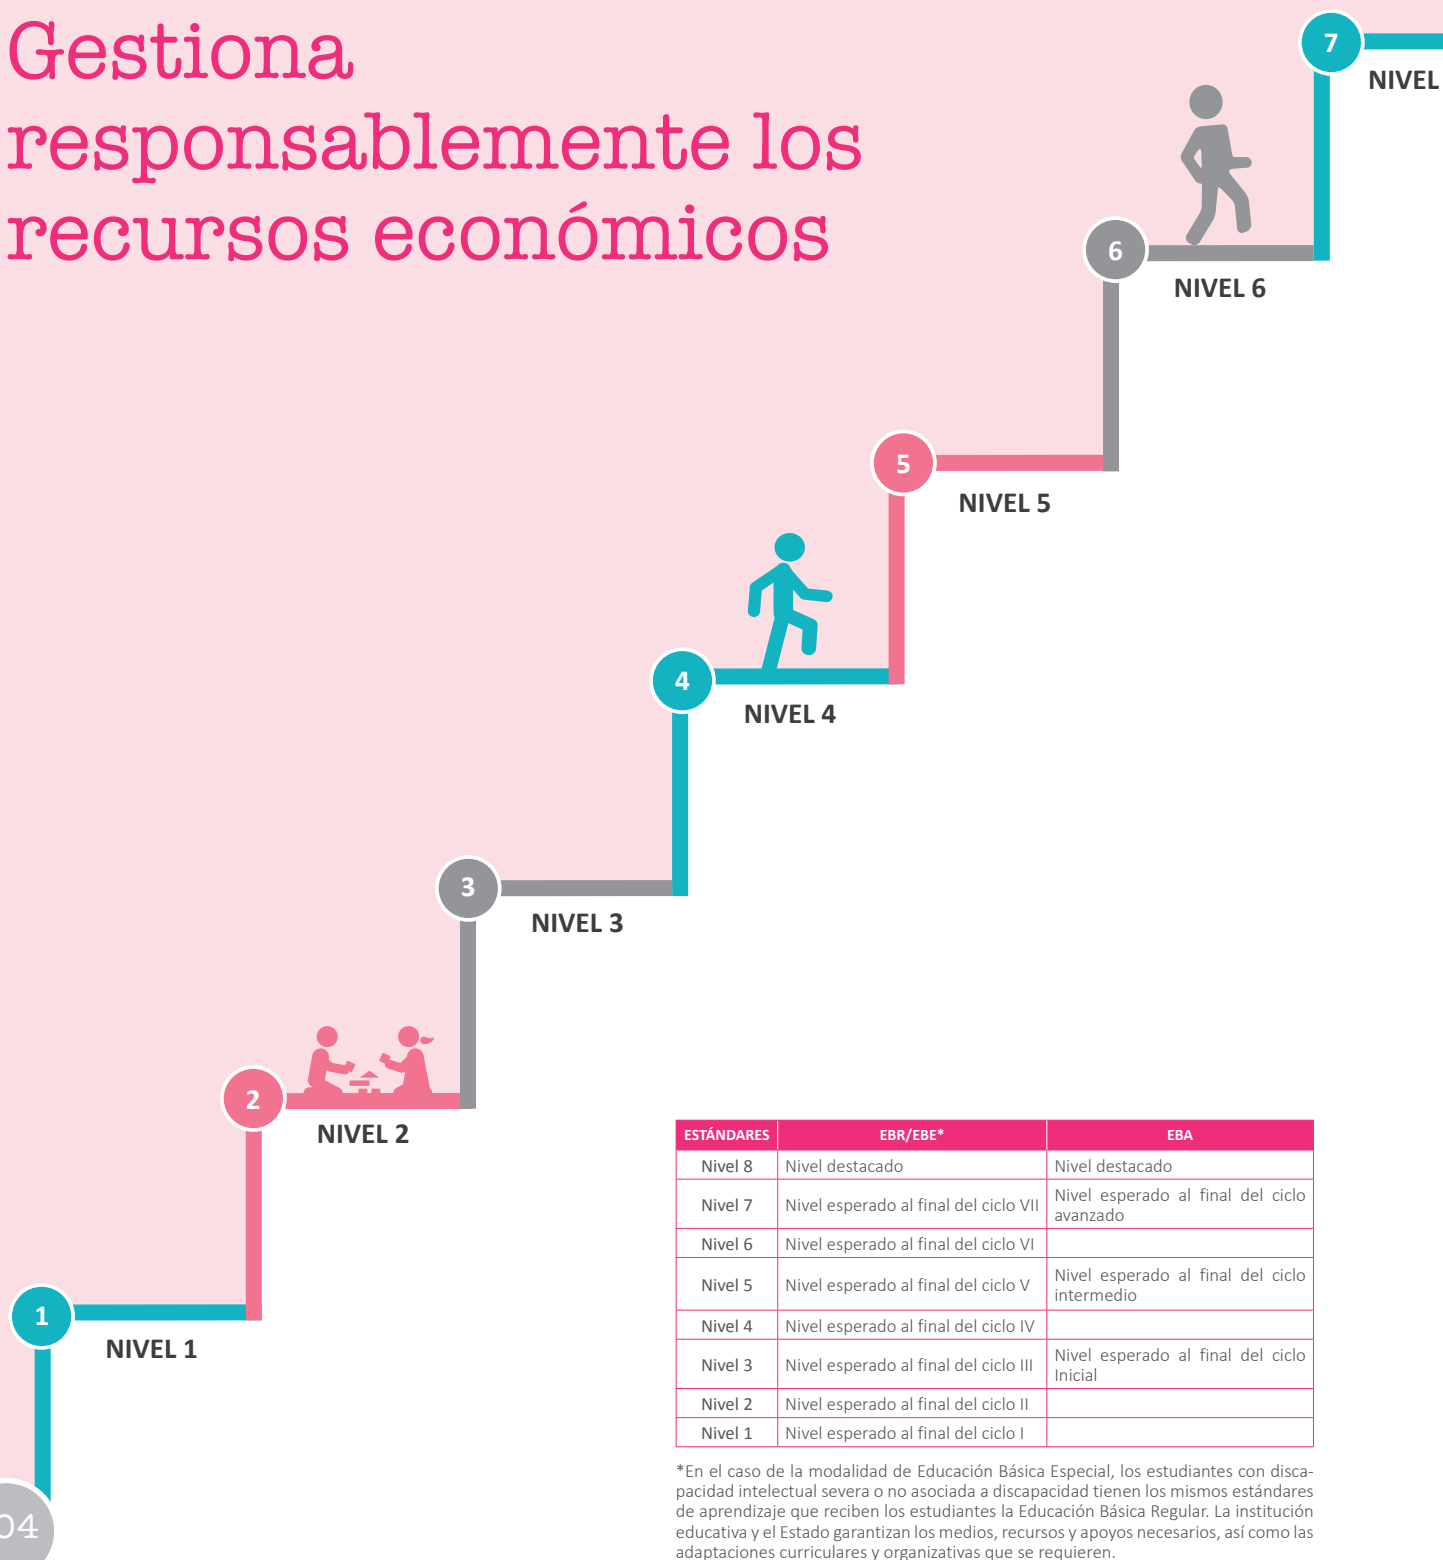 Gestiona
responsablemente los
recursos económicos
7
NIVEL
6
NIVEL 6
5
NIVEL 5
4
NIVEL 4
3
NIVEL 3
2
NIVEL 2
1
NIVEL 1
ESTÁNDARES EBR/EBE* EBA
Nivel 8 Nivel destacado Nivel destacado
Nivel 7 Nivel esperado al final del ciclo VII Nivel esperado al final del ciclo
avanzado
Nivel 6 Nivel esperado al final del ciclo VI
Nivel 5 Nivel esperado al final del ciclo V Nivel esperado al final del ciclo
intermedio
Nivel 4 Nivel esperado al final del ciclo IV
Nivel 3 Nivel esperado al final del ciclo III Nivel esperado al final del ciclo
Inicial
Nivel 2 Nivel esperado al final del ciclo II
Nivel 1 Nivel esperado al final del ciclo I
*En el caso de la modalidad de Educación Básica Especial, los estudiantes con disca-
pacidad intelectual severa o no asociada a discapacidad tienen los mismos estándares
de aprendizaje que reciben los estudiantes la Educación Básica Regular. La institución
educativa y el Estado garantizan los medios, recursos y apoyos necesarios, así como las
adaptaciones curriculares y organizativas que se requieren.
04